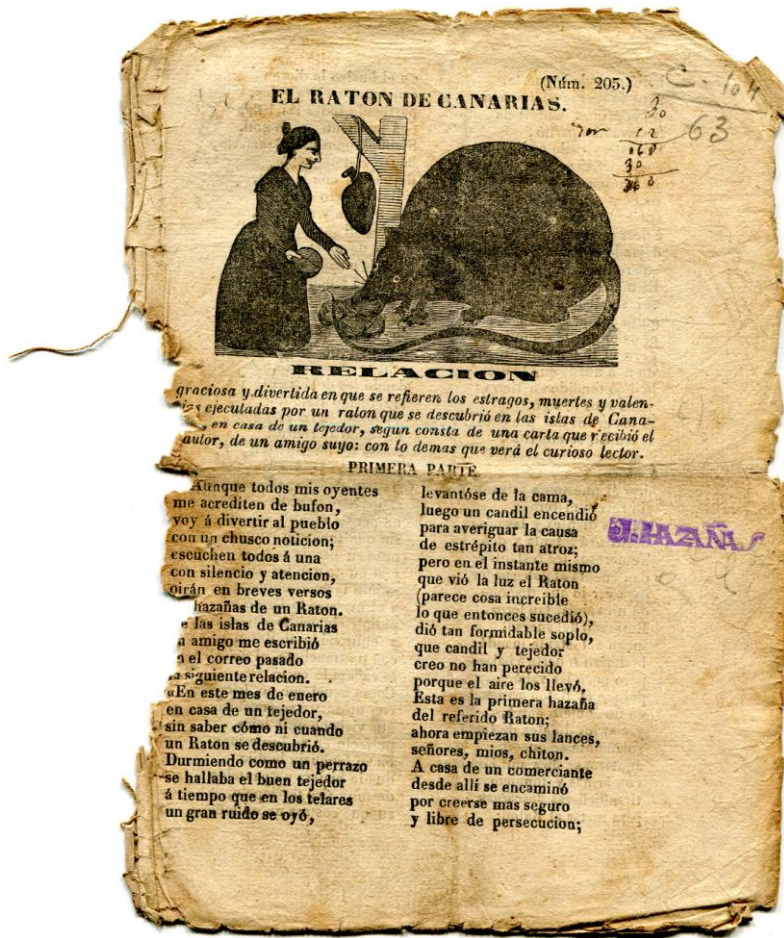 (Núm. 205.)
C-104
63
12
060
30
360
EL RATON DE CANARIAS.
RELACION
graciosa y divertida en que se refieren los estragos, muertes y valen-
ias ejecutadas por un raton que se descubrió en las islas de Cana-
, en casa de un tejedor, segun consta de una carta que recibió el
autor, de un amigo suyo: con lo demas que verá el curioso lector.
PRIMERA PARTE.
Aunque todos mis oyentes
me acrediten de bufon,
voy á divertir al pueblo
con un chusco noticion;
escuchen todos á una
con silencio y atencion,
oirán en breves versos
hazañas de un Raton.
e las islas de Canarias
n amigo me escribió
n el correo pasado
a siguiente relacion.
«En este mes de enero
en casa de un tejedor,
sin saber cómo ni cuando
un Raton se descubrió.
Durmiendo como un perrazo
se hallaba el buen tejedor
á tiempo que en los telares
un gran ruido se oyó,
levantóse de la cama,
luego un candil encendió
para averiguar la causa
de estrépito tan atroz;
pero en el instante mismo
que vió la luz el Raton
(parece cosa increible
lo que entonces sucedió),
dió tan formidable soplo,
que candil y tejedor
creo no han perecido
porque el aire los llevó.
Esta es la primera hazaña
del referido Raton;
ahora empiezan sus lances,
señores, mios, chiton.
A casa de un comerciante
desde allí se encaminó
por creerse mas seguro
y libre de persecucion;
J. HAZAÑAS